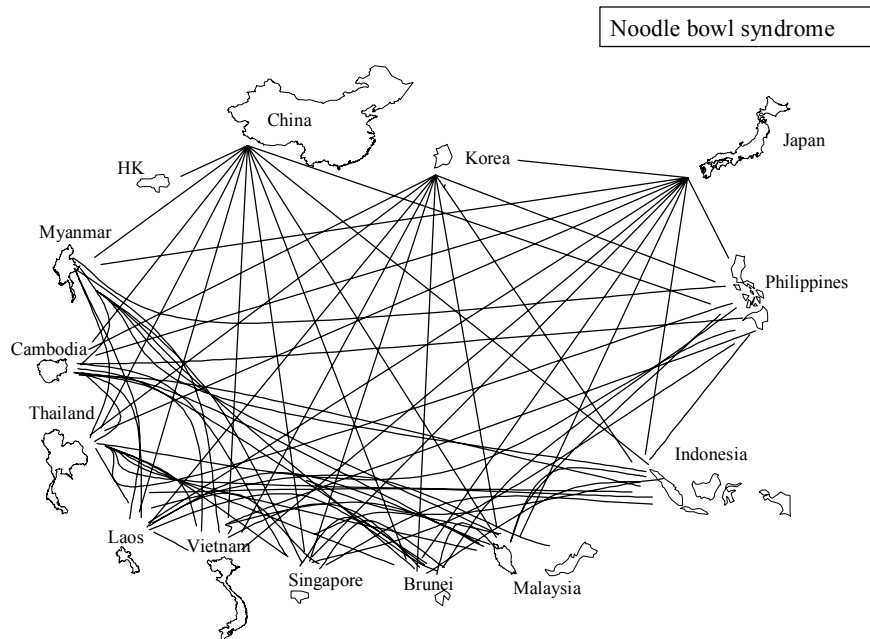 Noodle bowl syndrome
China
Korea
Japan
HK
Myanmar
Philippines
Cambodia
Thailand
Indonesia
Laos
Vietnam
Singapore
Brunei
Malaysia